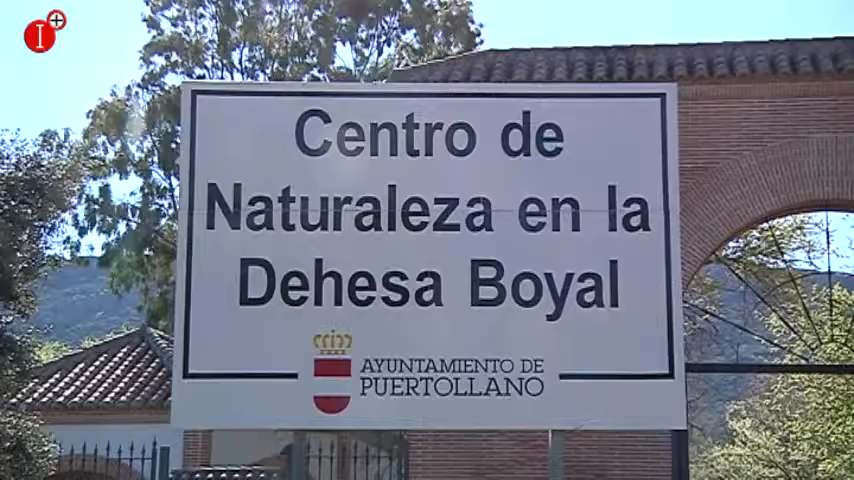 I+
Centro de
Naturaleza en la
Dehesa Boyal
AYUNTAMIENTO DE
PUERTOLLANO